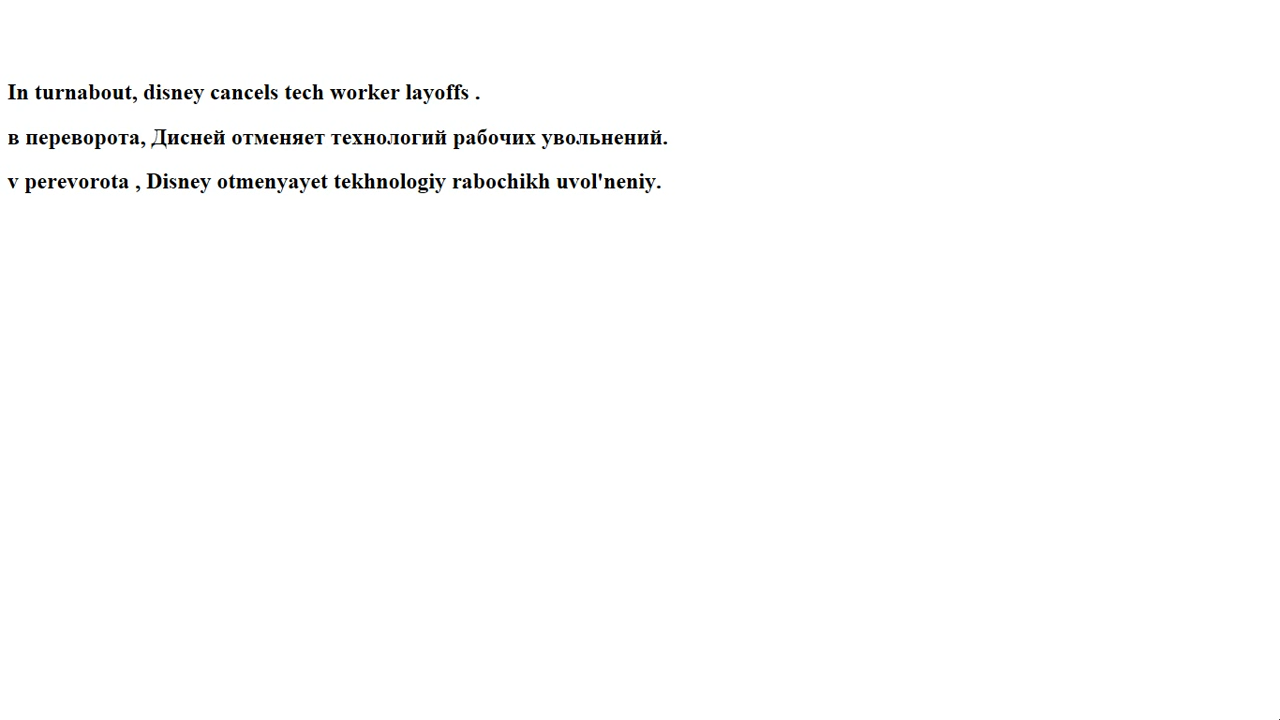 In turnabout, disney cancels tech worker layoffs .
в переворота, Дисней отменяет технологий рабочих увольнений.
v perevorota , Disney otmenyayet tekhnologiy rabochikh uvol'neniy.